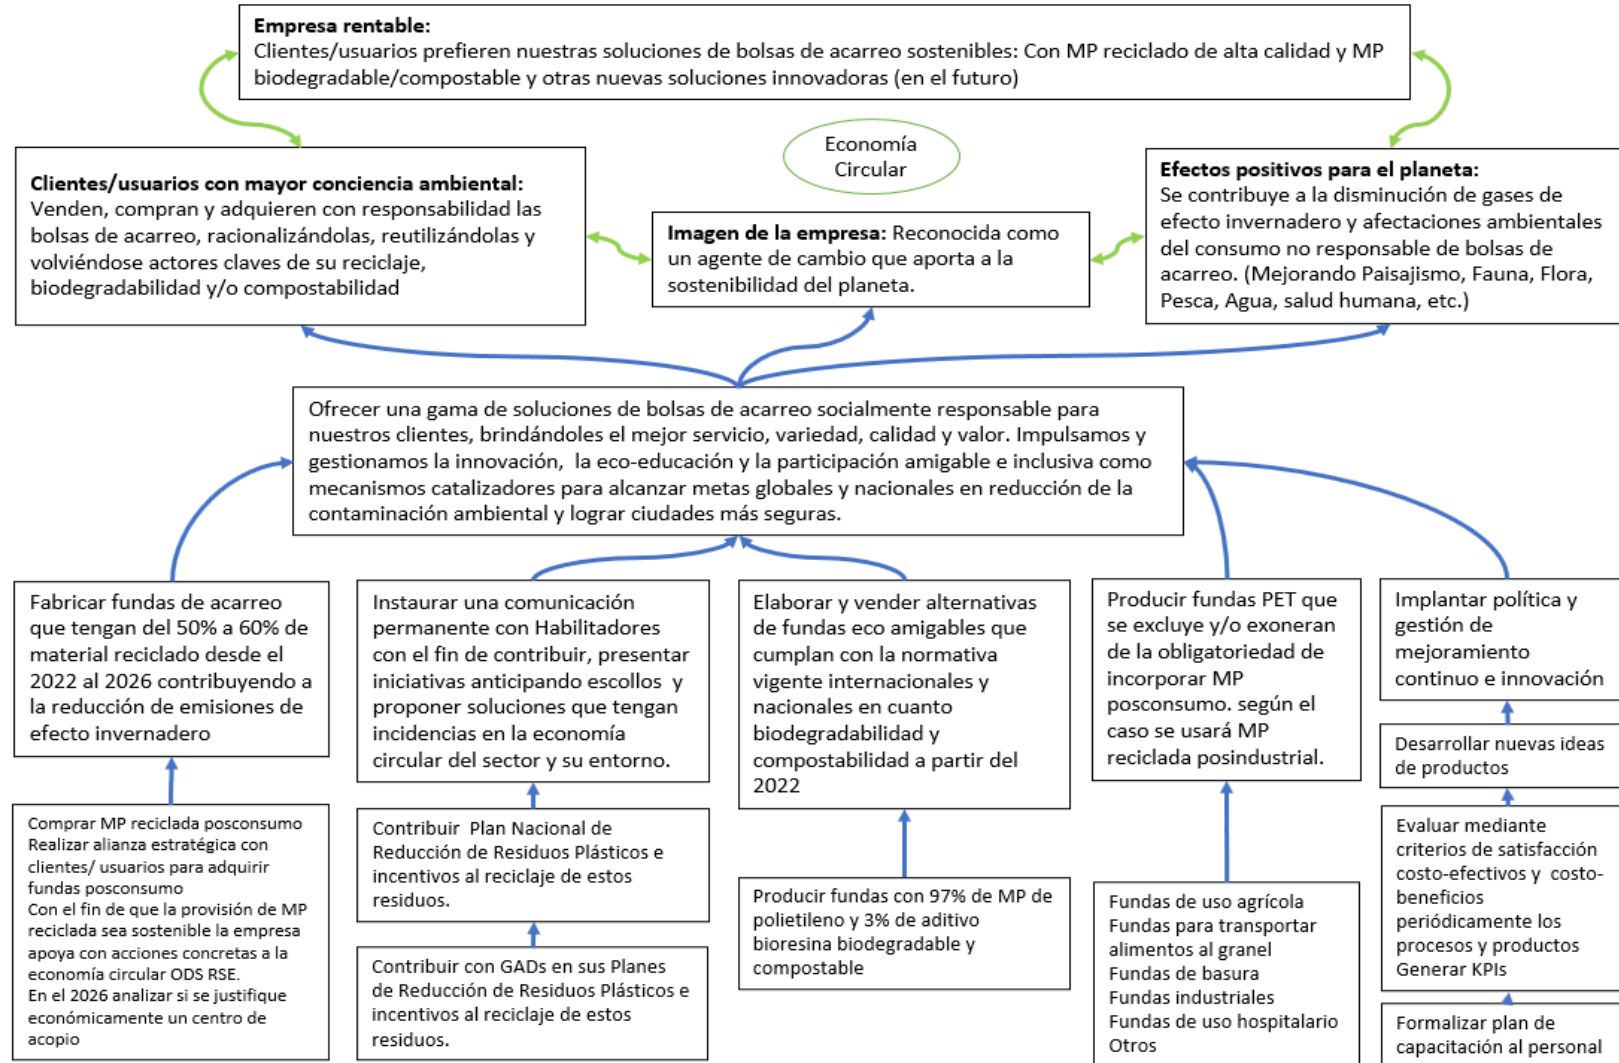 Empresa rentable:
Clientes/usuarios prefieren nuestras soluciones de bolsas de acarreo sostenibles: Con MP reciclado de alta calidad y MP
biodegradable/compostable y otras nuevas soluciones innovadoras (en el futuro)
Economía
Circular
Clientes/usuarios con mayor conciencia ambiental:
Venden, compran y adquieren con responsabilidad las
bolsas de acarreo, racionalizándolas, reutilizándolas y
volviéndose actores claves de su reciclaje,
biodegradabilidad y/o compostabilidad
Imagen de la empresa: Reconocida como
un agente de cambio que aporta a la
sostenibilidad del planeta.
Efectos positivos para el planeta:
Se contribuye a la disminución de gases de
efecto invernadero y afectaciones ambientales
del consumo no responsable de bolsas de
acarreo. (Mejorando Paisajismo, Fauna, Flora,
Pesca, Agua, salud humana, etc.)
Ofrecer una gama de soluciones de bolsas de acarreo socialmente responsable para
nuestros clientes, brindándoles el mejor servicio, variedad, calidad y valor. Impulsamos y
gestionamos la innovación, la eco-educación y la participación amigable e inclusiva como
mecanismos catalizadores para alcanzar metas globales y nacionales en reducción de la
contaminación ambiental y lograr ciudades más seguras.
Fabricar fundas de acarreo
que tengan del 50% a 60% de
material reciclado desde el
2022 al 2026 contribuyendo a
la reducción de emisiones de
efecto invernadero
Comprar MP reciclada posconsumo
Realizar alianza estratégica con
clientes/ usuarios para adquirir
fundas posconsumo
Con el fin de que la provisión de MP
reciclada sea sostenible la empresa
apoya con acciones concretas a la
economía circular ODS RSE.
En el 2026 analizar si se justifique
económicamente un centro de
acopio
Instaurar una comunicación
permanente con Habilitadores
con el fin de contribuir, presentar
iniciativas anticipando escollos y
proponer soluciones que tengan
incidencias en la economía
circular del sector y su entorno.
Contribuir Plan Nacional de
Reducción de Residuos Plásticos e
incentivos al reciclaje de estos
residuos.
Contribuir con GADs en sus Planes
de Reducción de Residuos Plásticos e
incentivos al reciclaje de estos
residuos.
Elaborar y vender alternativas
de fundas eco amigables que
cumplan con la normativa
vigente internacionales y
nacionales en cuanto
biodegradabilidad y
compostabilidad a partir del
2022
Producir fundas con 97% de MP de
polietileno y 3% de aditivo
bioresina biodegradable y
compostable
Producir fundas PET que
se excluye y/o exoneran
de la obligatoriedad de
incorporar MP
posconsumo. según el
caso se usará MP
reciclada posindustrial.
Fundas de uso agrícola
Fundas para transportar
alimentos al granel
Fundas de basura
Fundas industriales
Fundas de uso hospitalario
Otros
Implantar política y
gestión de
mejoramiento
continuo e innovación
Desarrollar nuevas ideas
de productos
Evaluar mediante
criterios de satisfacción
costo-efectivos y costo-
beneficios
periódicamente los
procesos y productos
Generar KPIs
Formalizar plan de
capacitación al personal